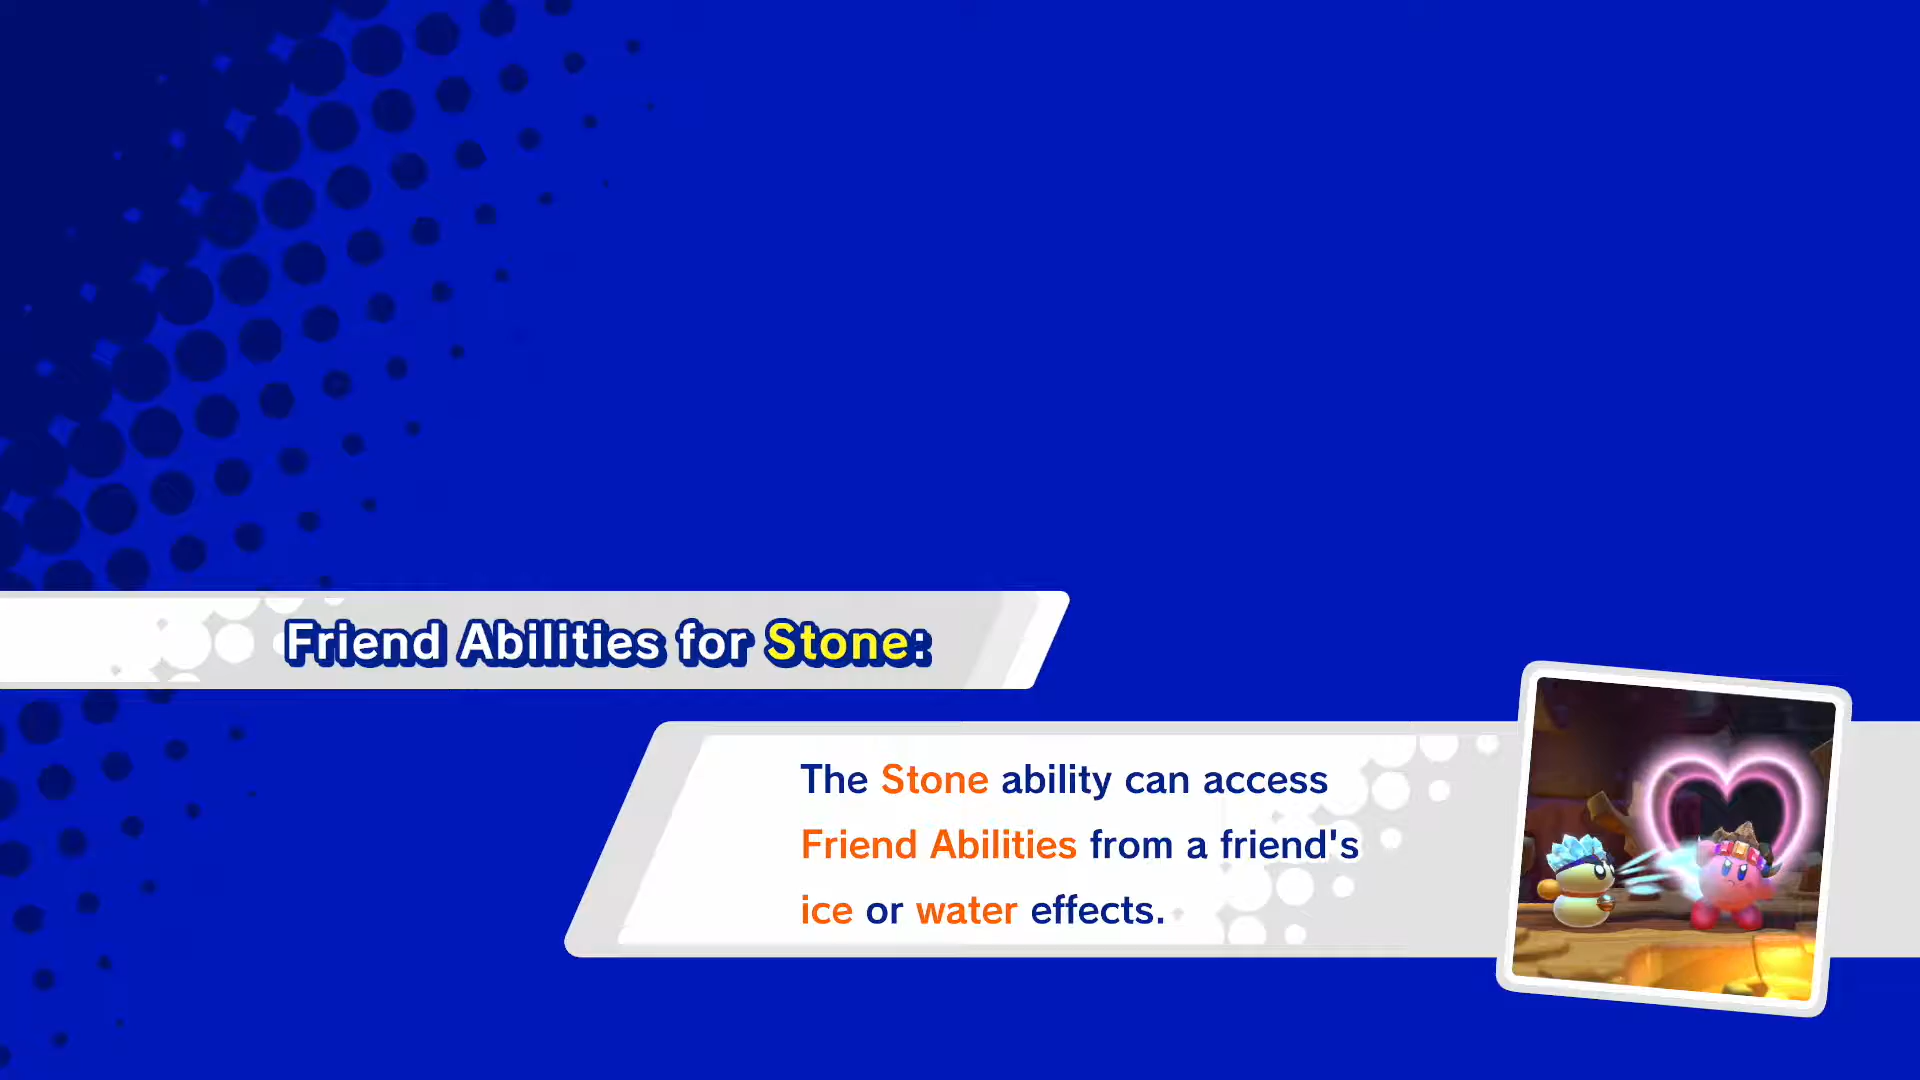 Friend Abilities for Stone:
The Stone ability can access
Friend Abilities from a friend's
ice or water effects.